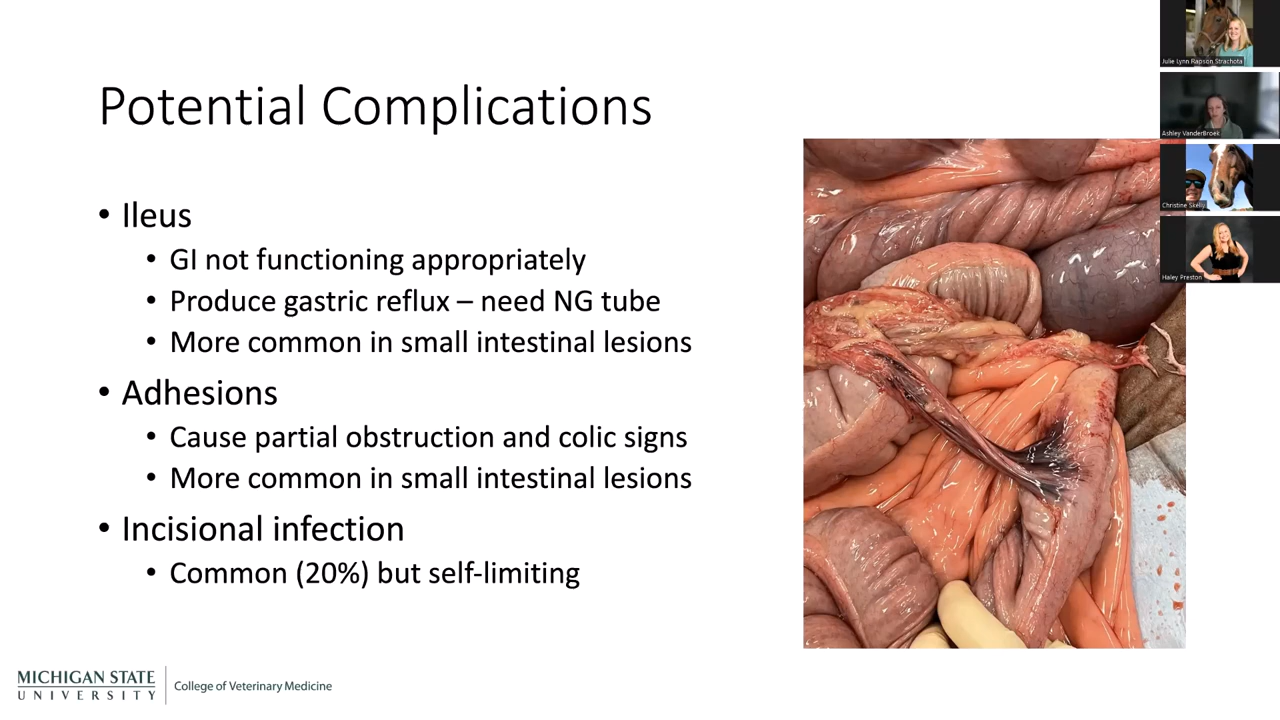 Potential Complications
• Ileus
• GI not functioning appropriately
• Produce gastric reflux – need NG tube
• More common in small intestinal lesions
• Adhesions
• Cause partial obstruction and colic signs
• More common in small intestinal lesions
• Incisional infection
• Common (20%) but self-limiting
MICHIGAN STATE
UNIVERSITY
College of Veterinary Medicine
Julie Lynn Rapson Strachota
Ashley VanderBroek
Christine Skelly
Haley Preston